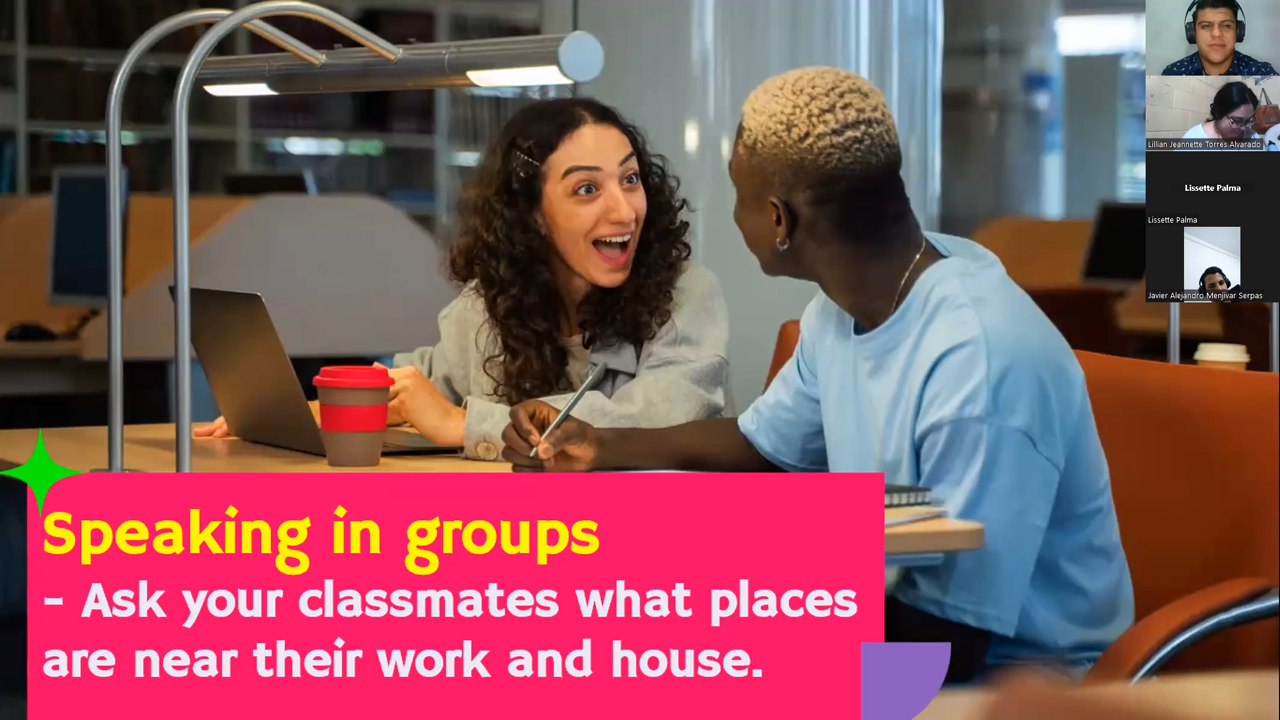 Lillian Jeannette Torres Alvarado
Lissette Palma
Lissette Palma
Javier Alejandro Menjivar Serpas
Speaking in groups
- Ask your classmates what places
are near their work and house.